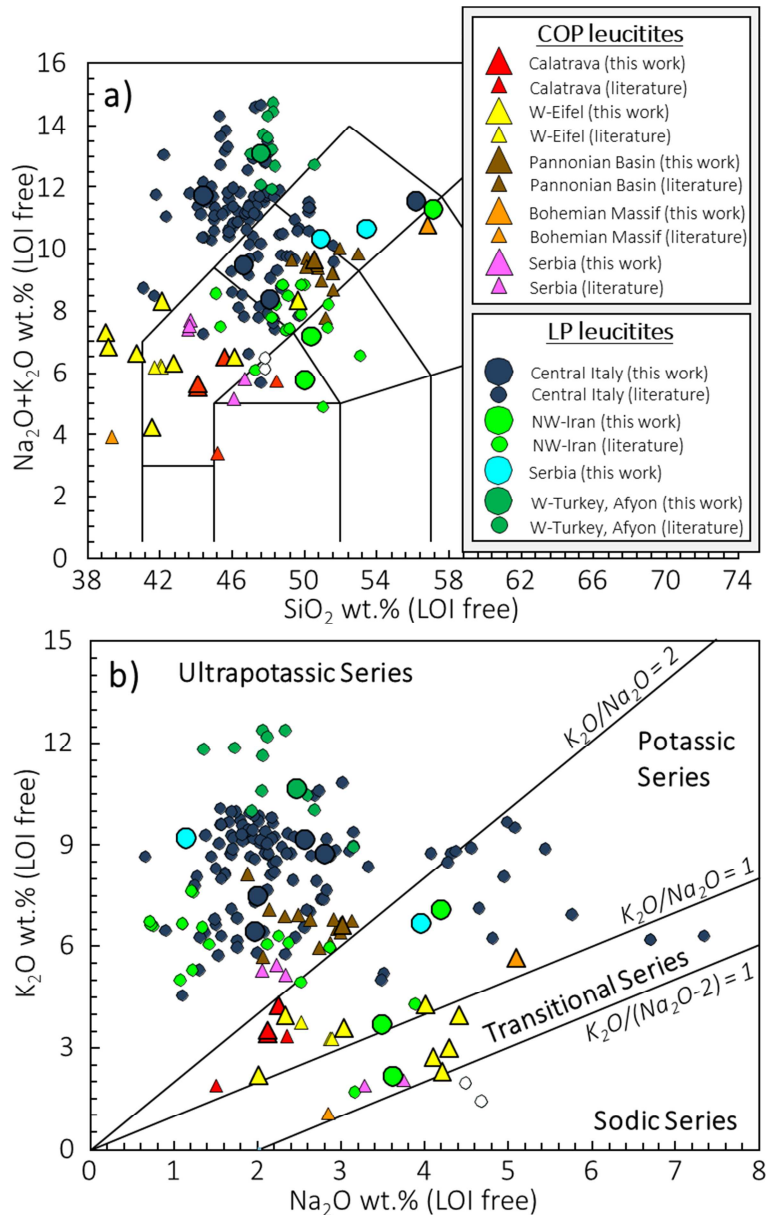 a)
16
14
12
10
8
6
4
2
0
Na₂O+K₂O wt.% (LOI free)
38 42 46 50 54 58 62 66 70 74
SiO₂ wt.% (LOI free)
COP leucitites
Calatrava (this work)
Calatrava (literature)
W-Eifel (this work)
W-Eifel (literature)
Pannonian Basin (this work)
Pannonian Basin (literature)
Bohemian Massif (this work)
Bohemian Massif (literature)
Serbia (this work)
Serbia (literature)
LP leucitites
Central Italy (this work)
Central Italy (literature)
NW-Iran (this work)
NW-Iran (literature)
Serbia (this work)
W-Turkey, Afyon (this work)
W-Turkey, Afyon (literature)
b)
15
12
9
6
3
0
K₂O wt.% (LOI free)
Ultrapotassic Series
K₂O/Na₂O = 2
Potassic
Series
K₂O/Na₂O = 1
Transitional Series
K₂O/(Na₂O-2) = 1
Sodic Series
0 1 2 3 4 5 6 7 8
Na₂O wt.% (LOI free)